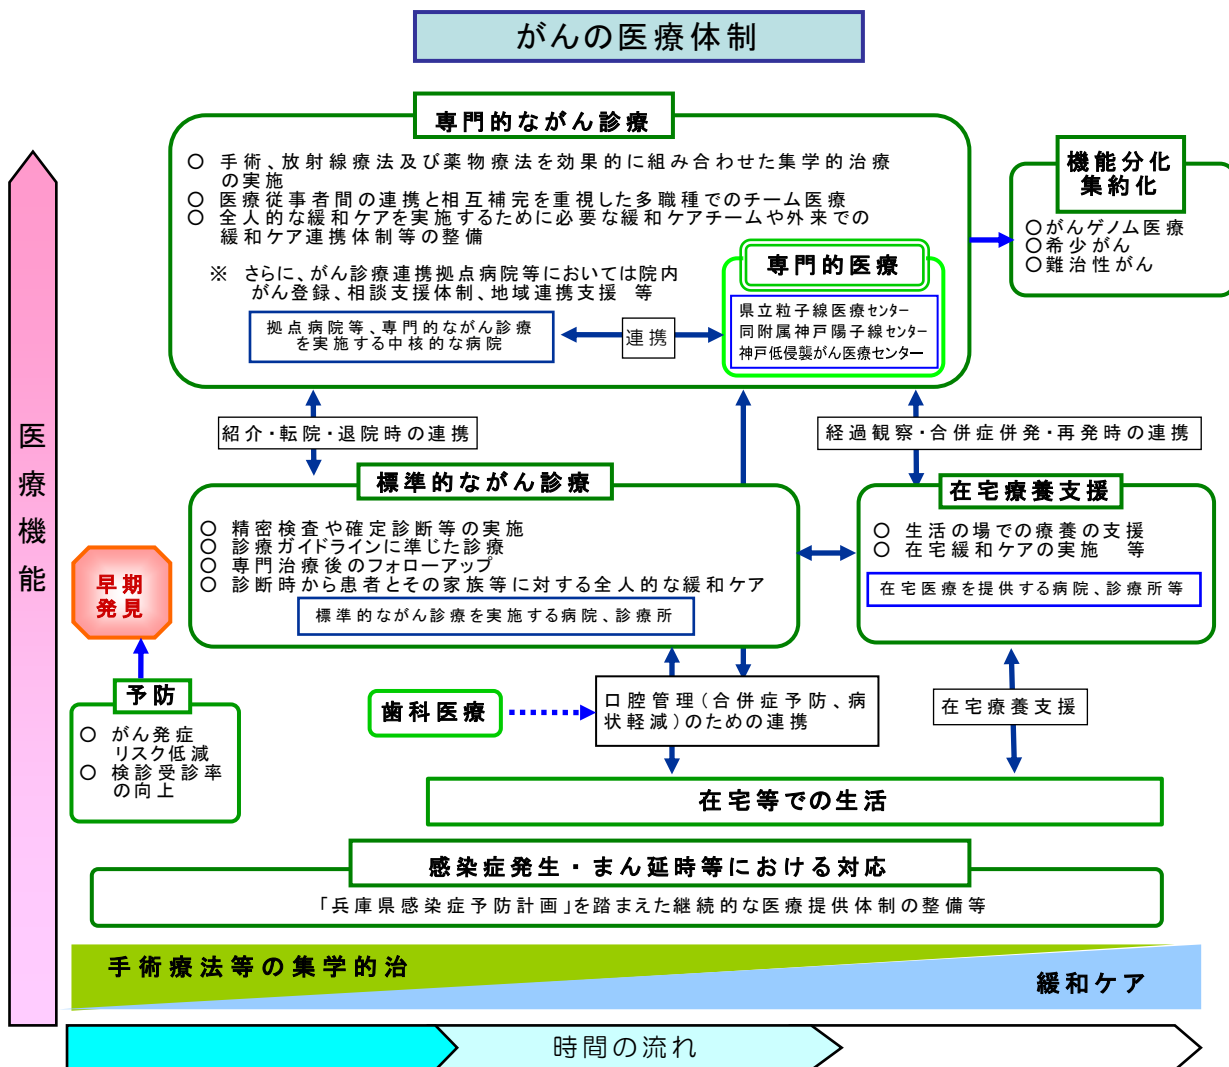 がんの医療体制
専門的ながん診療
○ 手術、放射線療法及び薬物療法を効果的に組み合わせた集学的治療
の実施
○ 医療従事者間の連携と相互補完を重視した多職種でのチーム医療
○ 全人的な緩和ケアを実施するために必要な緩和ケアチームや外来での
緩和ケア連携体制等の整備
※ さらに、がん診療連携拠点病院等においては院内
がん登録、相談支援体制、地域連携支援 等
拠点病院等、専門的ながん診療
を実施する中核的な病院
連携
専門的医療
県立粒子線医療センター
同附属神戸陽子線センター
神戸低侵襲がん医療センター
機能分化
集約化
○がんゲノム医療
○希少がん
○難治性がん
医療機能
紹介・転院・退院時の連携
経過観察・合併症併発・再発時の連携
標準的ながん診療
○ 精密検査や確定診断等の実施
○ 診療ガイドラインに準じた診療
○ 専門治療後のフォローアップ
○ 診断時から患者とその家族等に対する全人的な緩和ケア
標準的ながん診療を実施する病院、診療所
在宅療養支援
○ 生活の場での療養の支援
○ 在宅緩和ケアの実施 等
在宅医療を提供する病院、診療所等
早期
発見
予防
○ がん発症
リスク低減
○ 検診受診率
の向上
歯科医療
口腔管理(合併症予防、病
状軽減)のための連携
在宅療養支援
在宅等での生活
感染症発生・まん延時等における対応
「兵庫県感染症予防計画」を踏まえた継続的な医療提供体制の整備等
手術療法等の集学的治
緩和ケア
時間の流れ